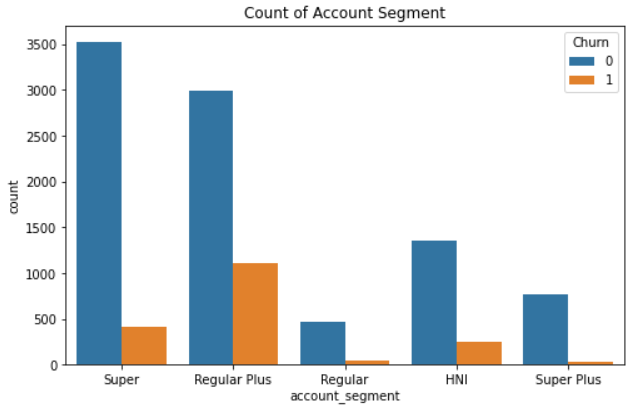 Count of Account Segment
Churn
0
1
3500
3000
2500
2000
1500
1000
500
0
count
Super Regular Plus Regular HNI Super Plus
account_segment